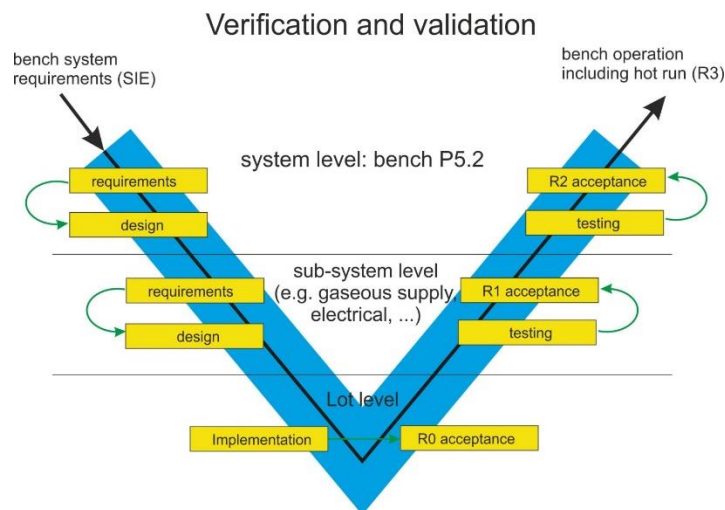 Verification and validation
bench system
requirements (SIE)
bench operation
including hot run (R3)
system level: bench P5.2
requirements
R2 acceptance
design
testing
sub-system level
(e.g. gaseous supply,
electrical, ...)
requirements
R1 acceptance
design
testing
Lot level
Implementation
R0 acceptance